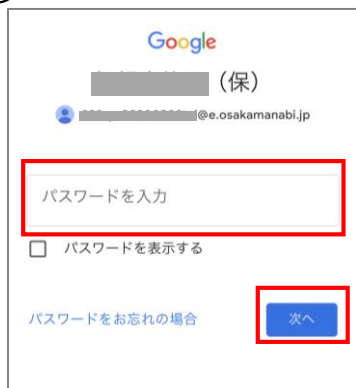 Google
（保）
@e.osakamanabi.jp
パスワードを入力
パスワードを表示する
パスワードをお忘れの場合
次へ